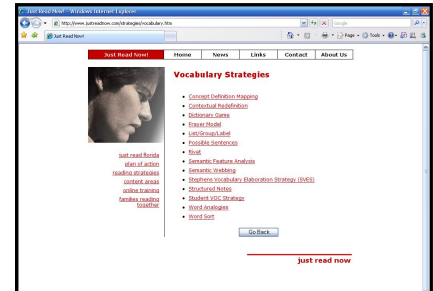 Just Read Now! - Windows Internet Explorer
http://www.justreadnow.com/strategies/vocabulary.htm
Google
Just Read Now!
Page
Tools
Just Read Now!
Home
News
Links
Contact
About Us
Vocabulary Strategies
Concept Definition Mapping
Contextual Redefinition
Dictionary Game
Frayer Model
List/Group/Label
Possible Sentences
Rivet
Semantic Feature Analysis
Semantic Webbing
Stephens Vocabulary Elaboration Strategy (SVES)
Structured Notes
Student VOC Strategy
Word Analogies
Word Sort
just read florida
plan of action
reading strategies
content areas
online training
families reading
together
Go Back
just read now